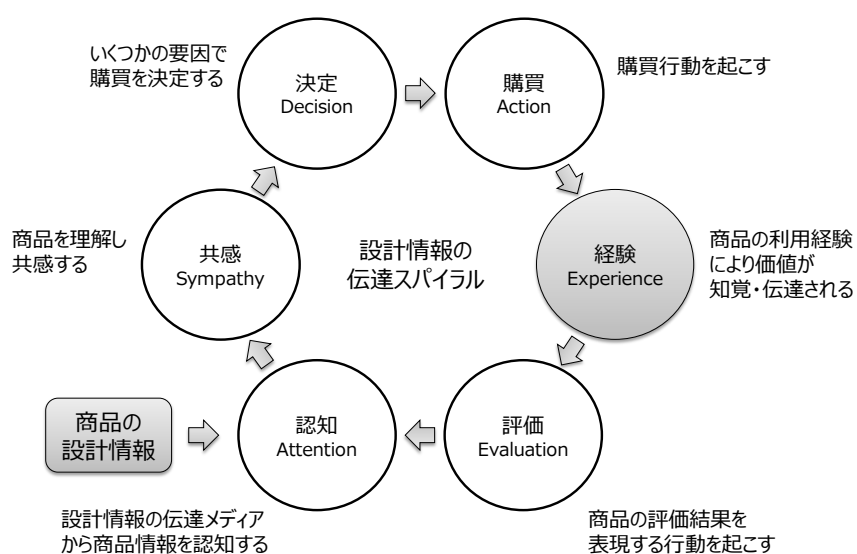 いくつかの要因で
購買を決定する
決定
Decision
購買
Action
購買行動を起こす
商品を理解し
共感する
共感
Sympathy
設計情報の
伝達スパイラル
経験
Experience
商品の利用経験
により価値が
知覚・伝達される
商品の
設計情報
認知
Attention
評価
Evaluation
設計情報の伝達メディア
から商品情報を認知する
商品の評価結果を
表現する行動を起こす